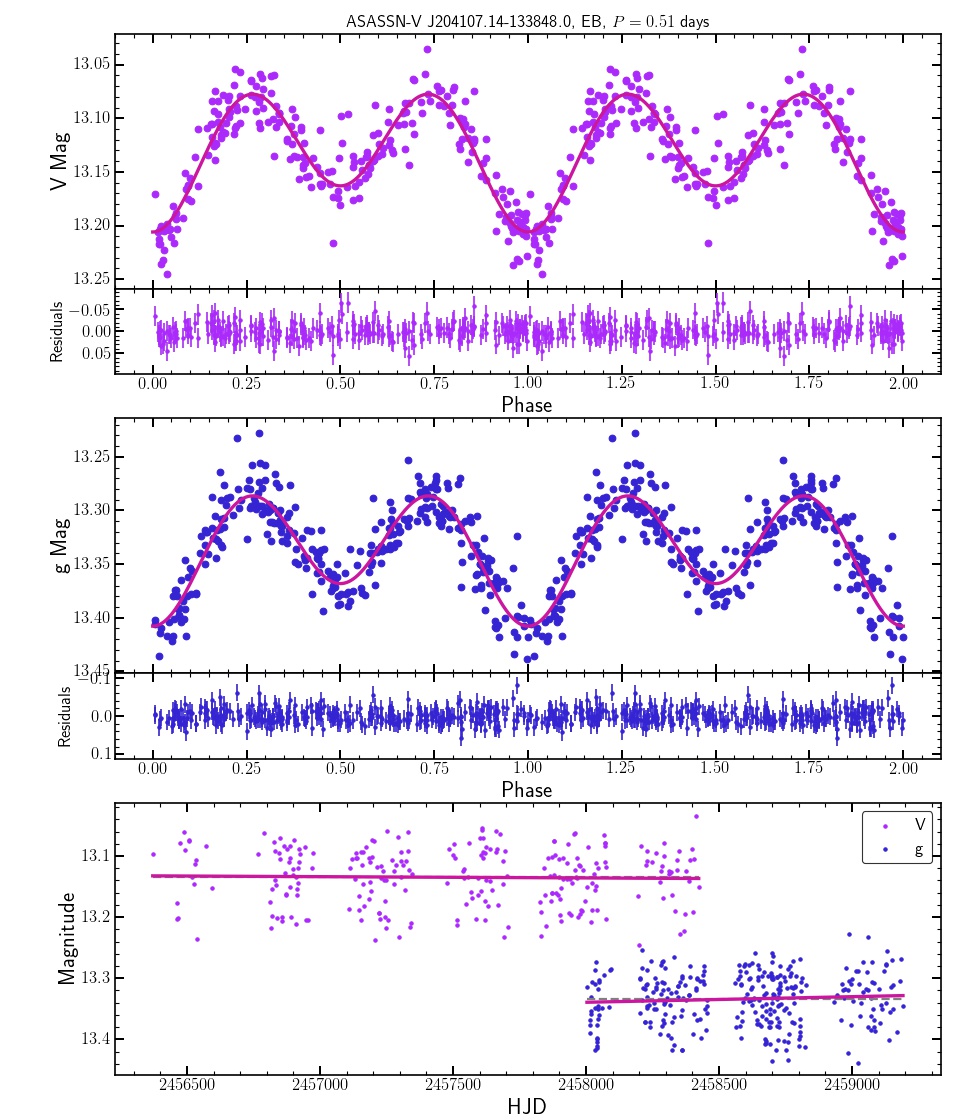 ASASSN-V J204107.14-133848.0, EB, P = 0.51 days
13.05
13.10
13.15
13.20
13.25
V Mag
−0.05
0.00
0.05
Residuals
0.00 0.25 0.50 0.75 1.00 1.25 1.50 1.75 2.00
Phase
13.25
13.30
13.35
13.40
13.45
g Mag
−0.1
0.0
0.1
Residuals
0.00 0.25 0.50 0.75 1.00 1.25 1.50 1.75 2.00
Phase
V
g
13.1
13.2
13.3
13.4
Magnitude
2456500 2457000 2457500 2458000 2458500 2459000
HJD